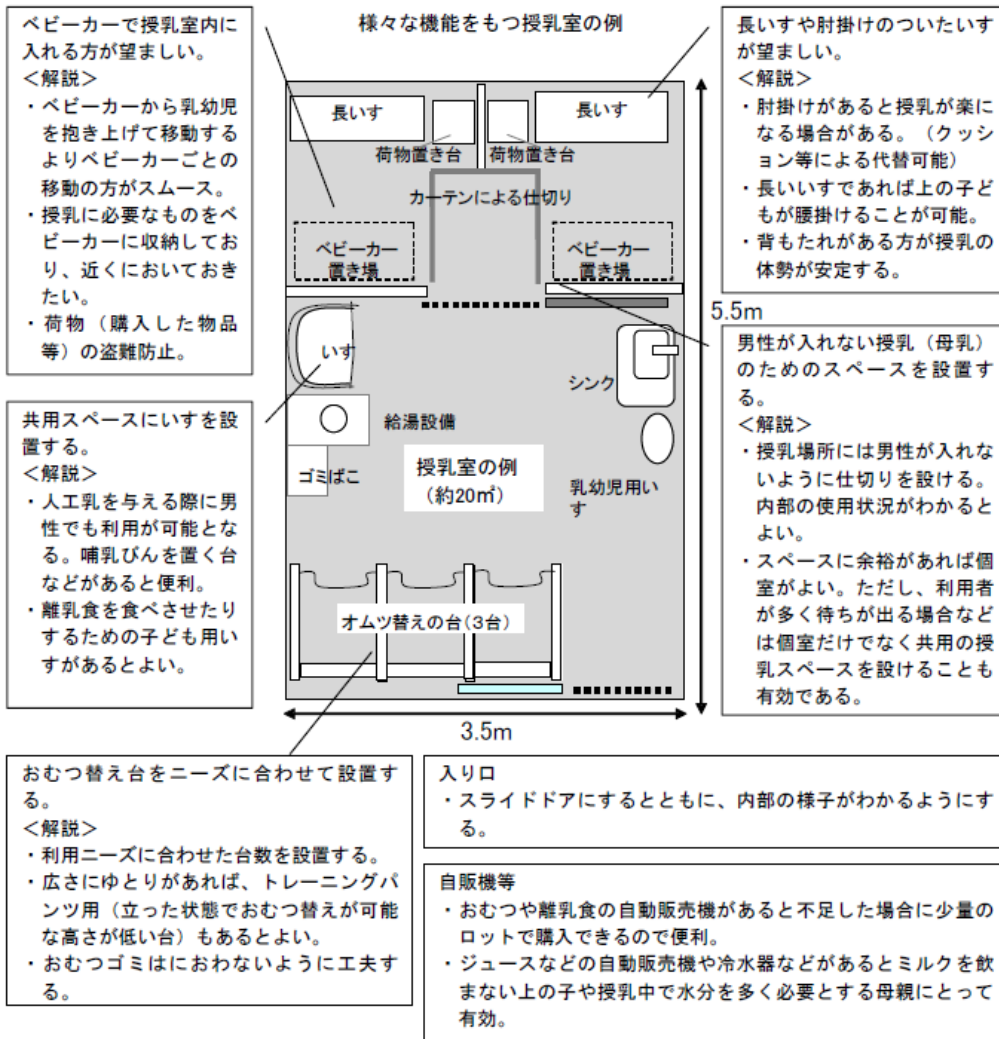 様々な機能をもつ授乳室の例
ベビーカーで授乳室内に
入れる方が望ましい。
＜解説＞
・ベビーカーから乳幼児
を抱き上げて移動する
よりベビーカーごとの
移動の方がスムース。
・授乳に必要なものをベ
ビーカーに収納してお
り、近くにおいておき
たい。
・荷物（購入した物品
等）の盗難防止。
共用スペースにいすを設
置する。
＜解説＞
・人工乳を与える際に男
性でも利用が可能とな
る。哺乳びんを置く台
などがあると便利。
・離乳食を食べさせたり
するための子ども用い
すがあるとよい。
長いす
長いす
荷物置き台
荷物置き台
カーテンによる仕切り
ベビーカー
置き場
ベビーカー
置き場
いす
シンク
給湯設備
ゴミばこ
授乳室の例
（約20㎡）
乳幼児用い
す
オムツ替えの台（3台）
5.5m
3.5m
長いすや肘掛けのついたいす
が望ましい。
＜解説＞
・肘掛けがあると授乳が楽に
なる場合がある。（クッシ
ョン等による代替可能）
・長いいすであれば上の子ど
もが腰掛けることが可能。
・背もたれがある方が授乳の
体勢が安定する。
男性が入れない授乳（母乳）
のためのスペースを設置す
る。
＜解説＞
・授乳場所には男性が入れな
いように仕切りを設ける。
内部の使用状況がわかると
よい。
・スペースに余裕があれば個
室がよい。ただし、利用者
が多く待ちが出る場合など
は個室だけでなく共用の授
乳スペースを設けることも
有効である。
おむつ替え台をニーズに合わせて設置す
る。
＜解説＞
・利用ニーズに合わせた台数を設置する。
・広さにゆとりがあれば、トレーニングパ
ンツ用（立った状態でおむつ替えが可能
な高さが低い台）もあるとよい。
・おむつゴミはにおわないように工夫す
る。
入り口
・スライドドアにするとともに、内部の様子がわかるようにす
る。
自販機等
・おむつや離乳食の自動販売機があると不足した場合に少量の
ロットで購入できるので便利。
・ジュースなどの自動販売機や冷水器などがあるとミルクを飲
まない上の子や授乳中で水分を多く必要とする母親にとって
有効。